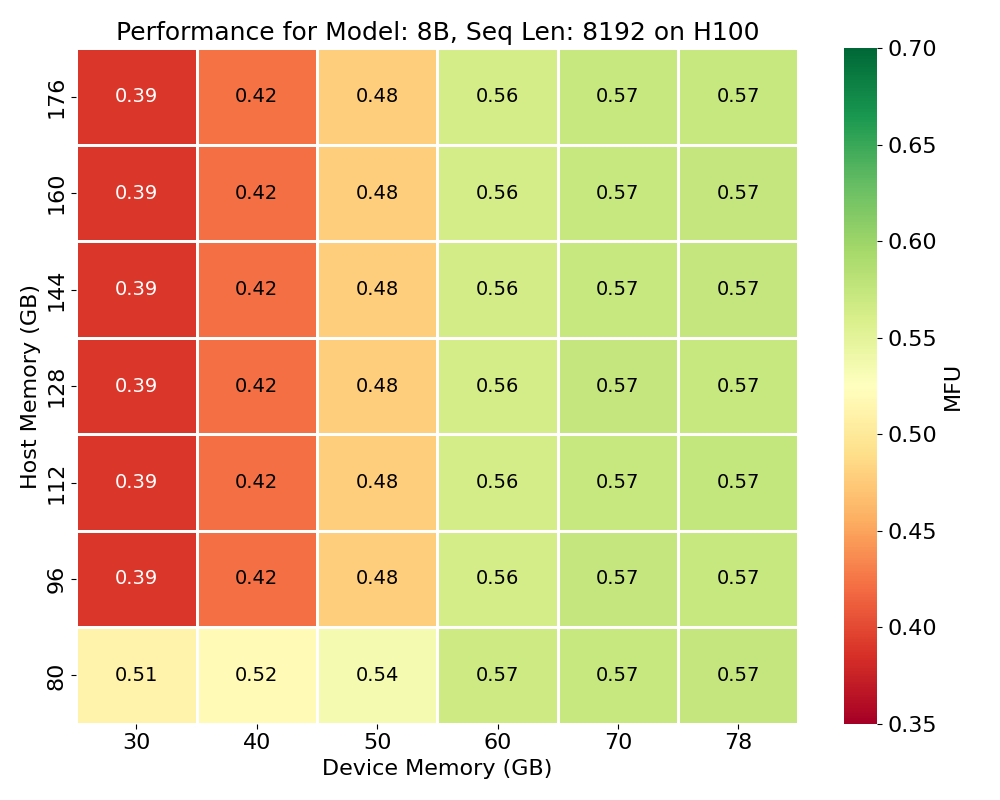 Performance for Model: 8B, Seq Len: 8192 on H100
176 0.39 0.42 0.48 0.56 0.57 0.57
160 0.39 0.42 0.48 0.56 0.57 0.57
144 0.39 0.42 0.48 0.56 0.57 0.57
128 0.39 0.42 0.48 0.56 0.57 0.57
112 0.39 0.42 0.48 0.56 0.57 0.57
96 0.39 0.42 0.48 0.56 0.57 0.57
80 0.51 0.52 0.54 0.57 0.57 0.57
30 40 50 60 70 78
Device Memory (GB)
Host Memory (GB)
0.70
0.65
0.60
0.55
0.50
0.45
0.40
0.35
MFU